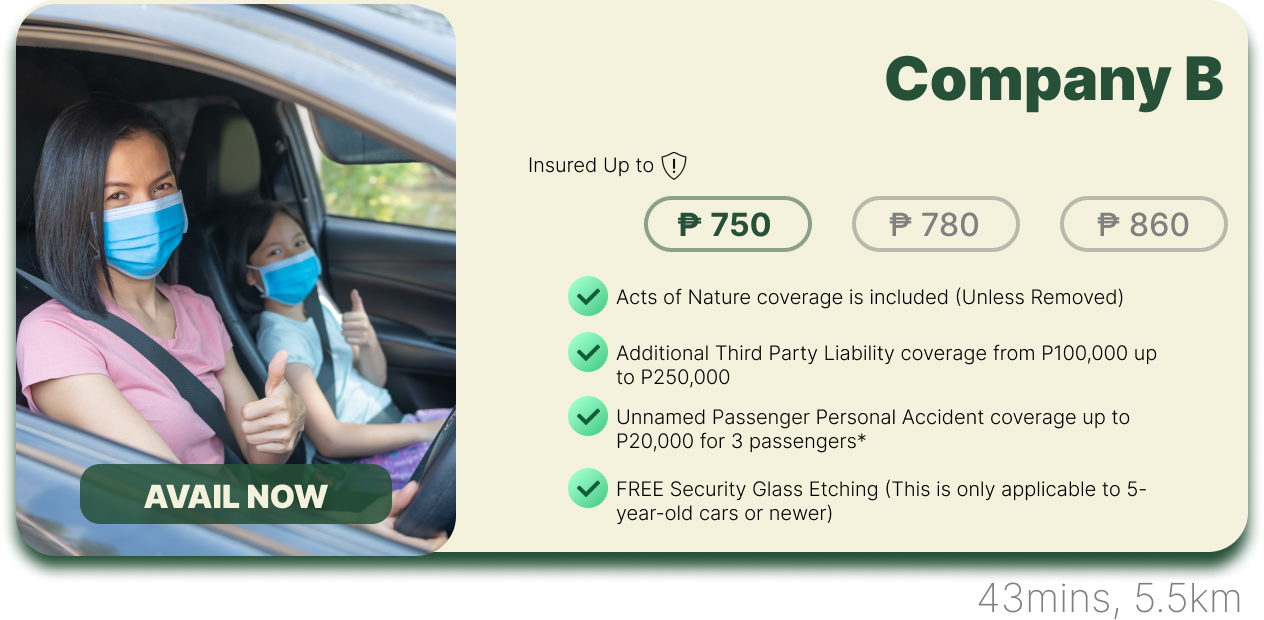 Company B
Insured Up to
₱ 750
₱ 780
₱ 860
Acts of Nature coverage is included (Unless Removed)
Additional Third Party Liability coverage from P100,000 up
to P250,000
Unnamed Passenger Personal Accident coverage up to
P20,000 for 3 passengers*
FREE Security Glass Etching (This is only applicable to 5-
year-old cars or newer)
AVAIL NOW
43mins, 5.5km